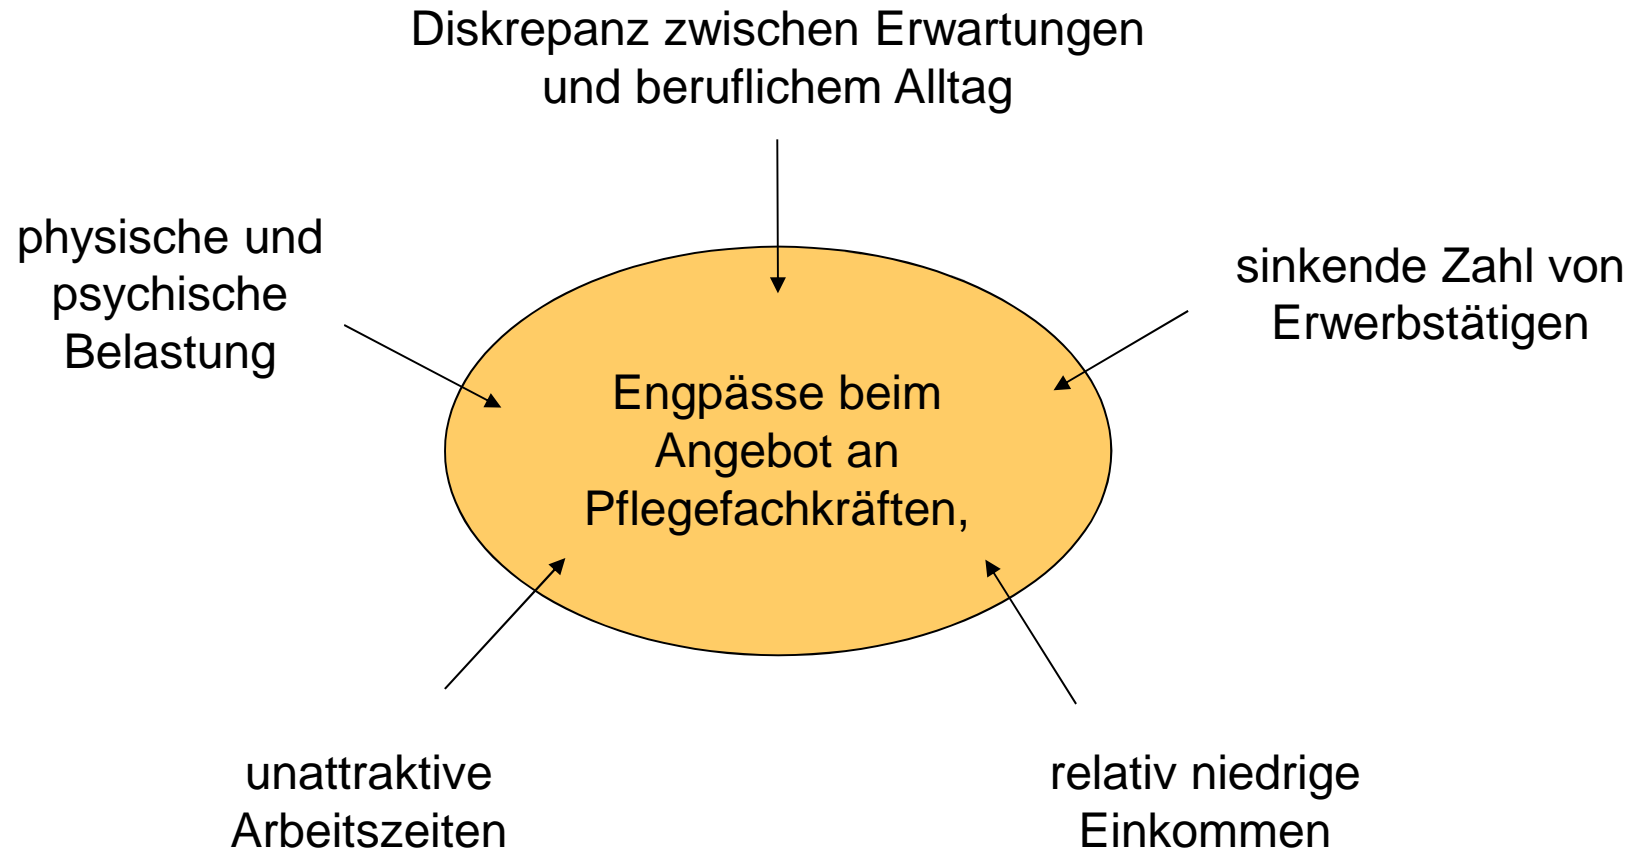 Diskrepanz zwischen Erwartungen
und beruflichem Alltag
physische und
psychische
Belastung
sinkende Zahl von
Erwerbstätigen
Engpässe beim
Angebot an
Pflegefachkräften,
unattraktive
Arbeitszeiten
relativ niedrige
Einkommen